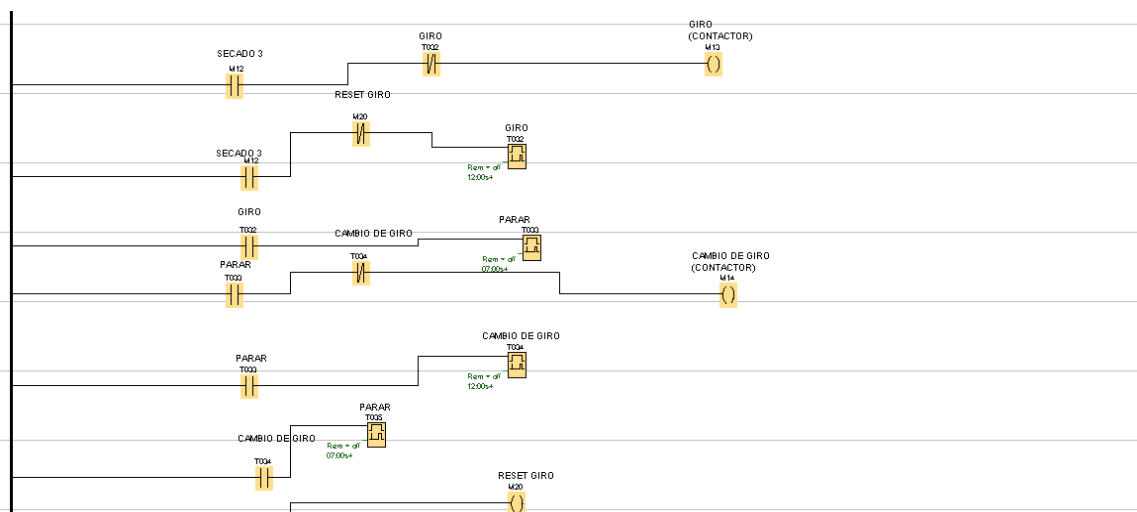 GIRO
(CONTACTOR)
M13
GIRO
T002
SECADO 3
M12
RESET GIRO
M20
GIRO
T002
Rem = off
12:00s+
SECADO 3
M12
GIRO
T002
CAMBIO DE GIRO
PARAR
T003
Rem = off
07:00s+
PARAR
T003
T004
CAMBIO DE GIRO
(CONTACTOR)
M14
CAMBIO DE GIRO
T004
Rem = off
12:00s+
PARAR
T003
PARAR
T005
Rem = off
07:00s+
CAMBIO DE GIRO
T004
RESET GIRO
M20